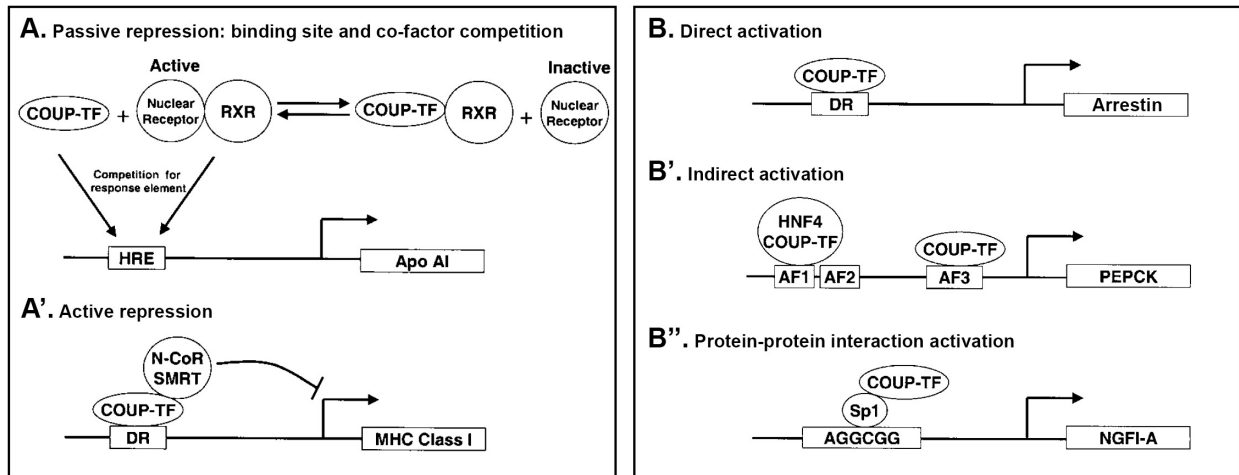 A. Passive repression: binding site and co-factor competition
Active
Inactive
COUP-TF
+
Nuclear
Receptor
RXR
COUP-TF
RXR
+
Nuclear
Receptor
Competition for
response element
HRE
Apo AI
A'. Active repression
N-CoR
SMRT
COUP-TF
DR
MHC Class I
B. Direct activation
COUP-TF
DR
Arrestin
B'. Indirect activation
HNF4
COUP-TF
COUP-TF
AF1
AF2
AF3
PEPCK
B''. Protein-protein interaction activation
COUP-TF
Sp1
AGGCGG
NGFI-A